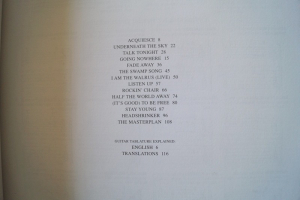 ACQUIESCE 8
UNDERNEATH THE SKY 22
TALK TONIGHT 28
GOING NOWHERE 15
FADE AWAY 36
THE SWAMP SONG 45
I AM THE WALRUS (LIVE) 50
LISTEN UP 57
ROCKIN' CHAIR 66
HALF THE WORLD AWAY 74
(IT'S GOOD) TO BE FREE 80
STAY YOUNG 87
HEADSHRINKER 96
THE MASTERPLAN 108
GUITAR TABLATURE EXPLAINED
ENGLISH 6
TRANSLATIONS 116